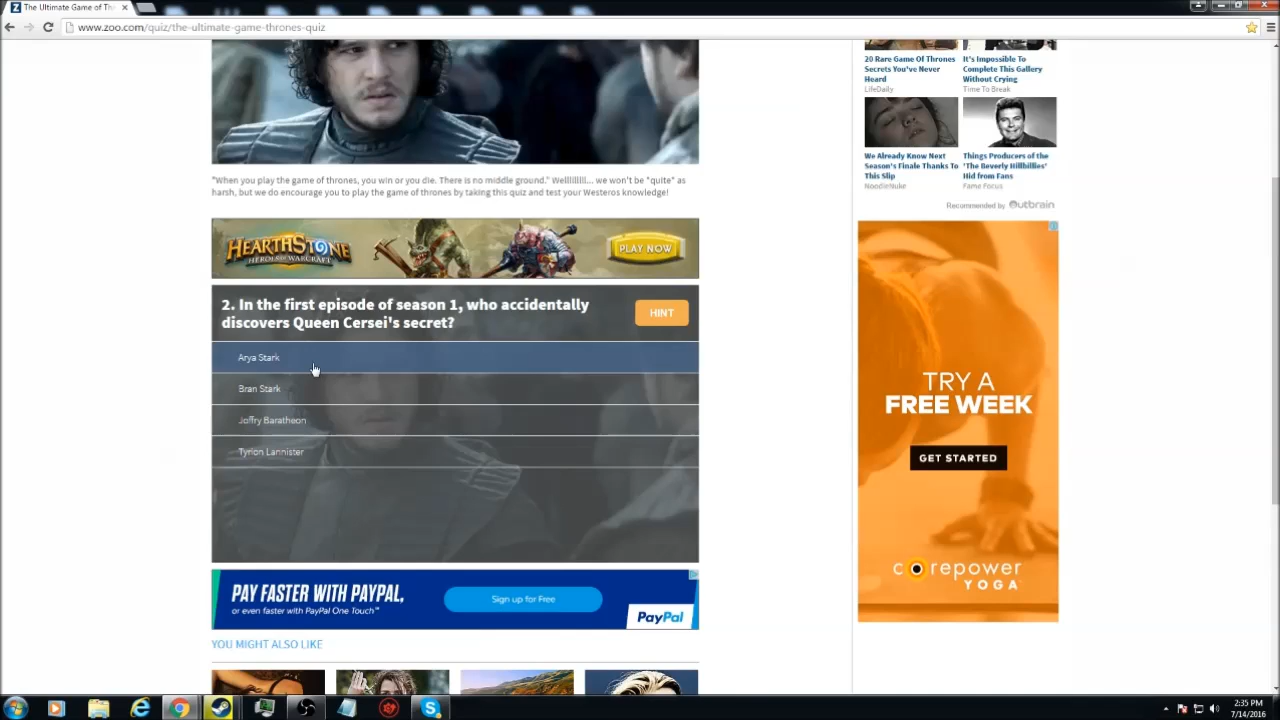 The Ultimate Game of Th
www.zoo.com/quiz/the-ultimate-game-thrones-quiz
"When you play the game of thrones, you win or you die. There is no middle ground." Welllllllll... we won't be *quite* as
harsh, but we do encourage you to play the game of thrones by taking this quiz and test your Westeros knowledge!
HEARTHSTONE
HEROES OF WARCRAFT
PLAY NOW
2. In the first episode of season 1, who accidentally
discovers Queen Cersei's secret?
HINT
Arya Stark
Bran Stark
Joffry Baratheon
Tyrion Lannister
PAY FASTER WITH PAYPAL,
or even faster with PayPal One Touch™
Sign up for Free
PayPal
YOU MIGHT ALSO LIKE
20 Rare Game Of Thrones
Secrets You've Never
Heard
LifeDaily
It's Impossible To
Complete This Gallery
Without Cringing
Time To Break
We Already Know Next
Season's Finale Thanks To
This Slip
NoodleNuke
Things Producers of the
'The Beverly Hillbillies'
Hid from Fans
Fame Focus
Recommended by Outbrain
TRY A
FREE WEEK
GET STARTED
corepower
YOGA
2:35 PM
7/14/2016